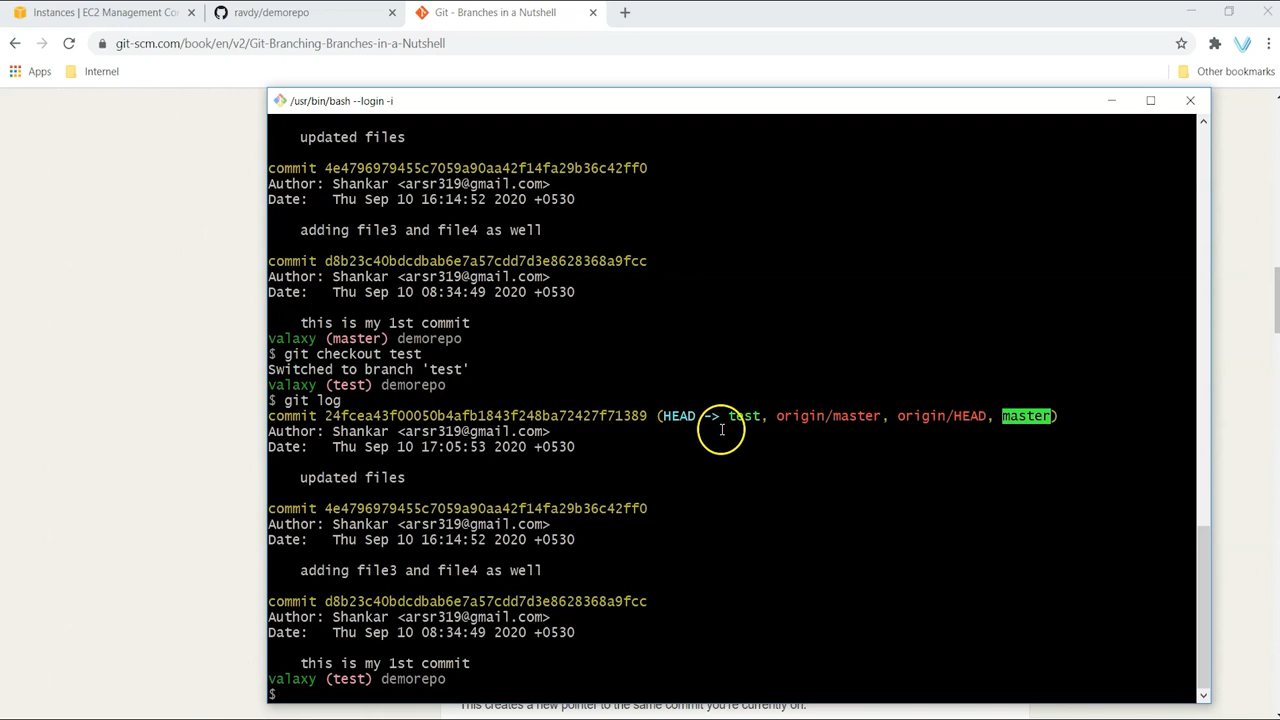 Instances | EC2 Management Con
ravdy/demorepo
Git - Branches in a Nutshell
git-scm.com/book/en/v2/Git-Branching-Branches-in-a-Nutshell
Apps
Internet
Other bookmarks
/usr/bin/bash --login -i
updated files
commit 4e4796979455c7059a90aa42f14fa29b36c42ff0
Author: Shankar <arsr319@gmail.com>
Date:   Thu Sep 10 16:14:52 2020 +0530
adding file3 and file4 as well
commit d8b23c40bdcdbab6e7a57cdd7d3e8628368a9fcc
Author: Shankar <arsr319@gmail.com>
Date:   Thu Sep 10 08:34:49 2020 +0530
this is my 1st commit
valaxy (master) demorepo
$ git checkout test
Switched to branch 'test'
valaxy (test) demorepo
$ git log
commit 24fcea43f00050b4afb1843f248ba72427f71389 (HEAD -> test, origin/master, origin/HEAD, master)
Author: Shankar <arsr319@gmail.com>
Date:   Thu Sep 10 17:05:53 2020 +0530
updated files
commit 4e4796979455c7059a90aa42f14fa29b36c42ff0
Author: Shankar <arsr319@gmail.com>
Date:   Thu Sep 10 16:14:52 2020 +0530
adding file3 and file4 as well
commit d8b23c40bdcdbab6e7a57cdd7d3e8628368a9fcc
Author: Shankar <arsr319@gmail.com>
Date:   Thu Sep 10 08:34:49 2020 +0530
this is my 1st commit
valaxy (test) demorepo
$
This creates a new pointer to the same commit you're currently on.